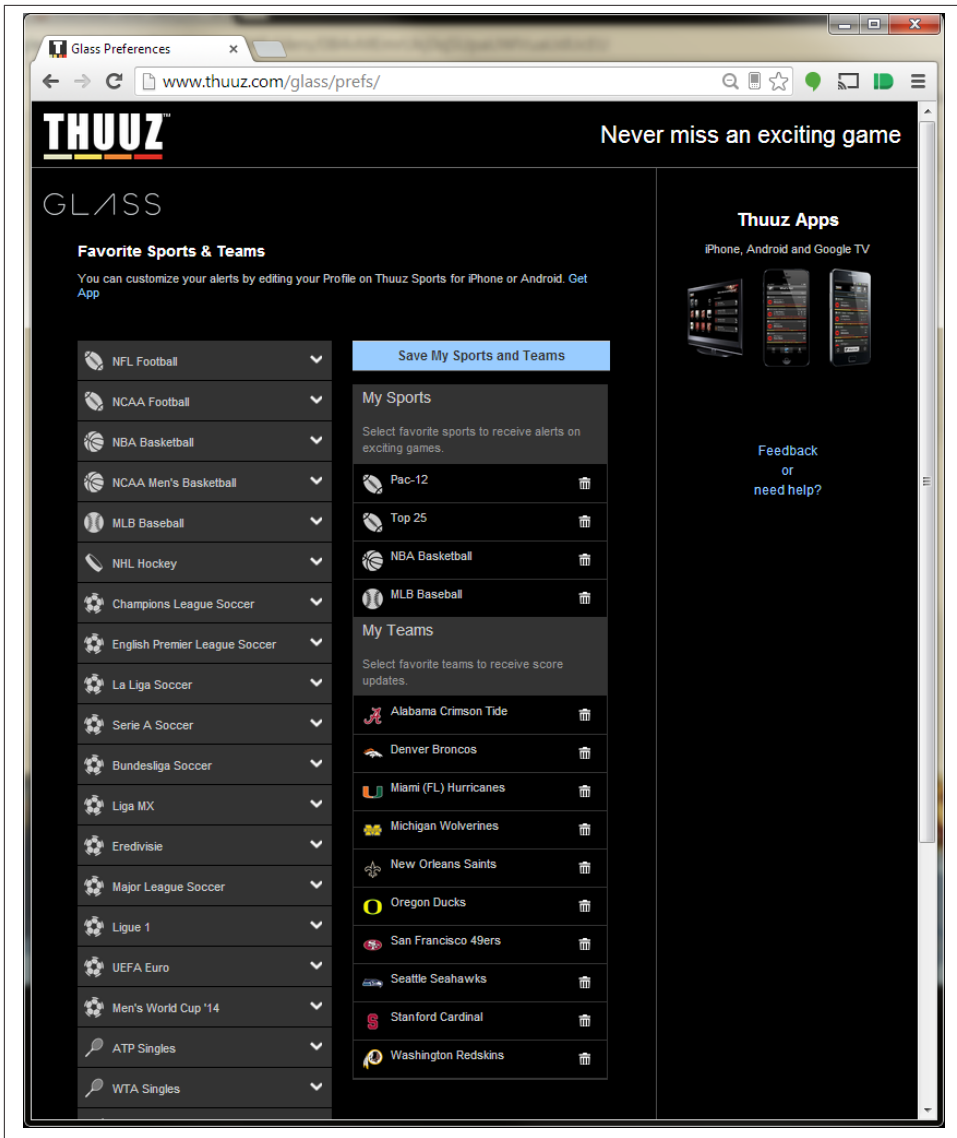 Glass Preferences
www.thuuz.com/glass/prefs/
THUUZ™
Never miss an exciting game
GLASS
Favorite Sports & Teams
You can customize your alerts by editing your Profile on Thuuz Sports for iPhone or Android. Get
App
NFL Football
NCAA Football
NBA Basketball
NCAA Men's Basketball
MLB Baseball
NHL Hockey
Champions League Soccer
English Premier League Soccer
La Liga Soccer
Serie A Soccer
Bundesliga Soccer
Liga MX
Eredivisie
Major League Soccer
Ligue 1
UEFA Euro
Men's World Cup '14
ATP Singles
WTA Singles
Save My Sports and Teams
My Sports
Select favorite sports to receive alerts on
exciting games.
Pac-12
Top 25
NBA Basketball
MLB Baseball
My Teams
Select favorite teams to receive score
updates.
Alabama Crimson Tide
Denver Broncos
Miami (FL) Hurricanes
Michigan Wolverines
New Orleans Saints
Oregon Ducks
San Francisco 49ers
Seattle Seahawks
Stanford Cardinal
Washington Redskins
Thuuz Apps
iPhone, Android and Google TV
Feedback
or
need help?